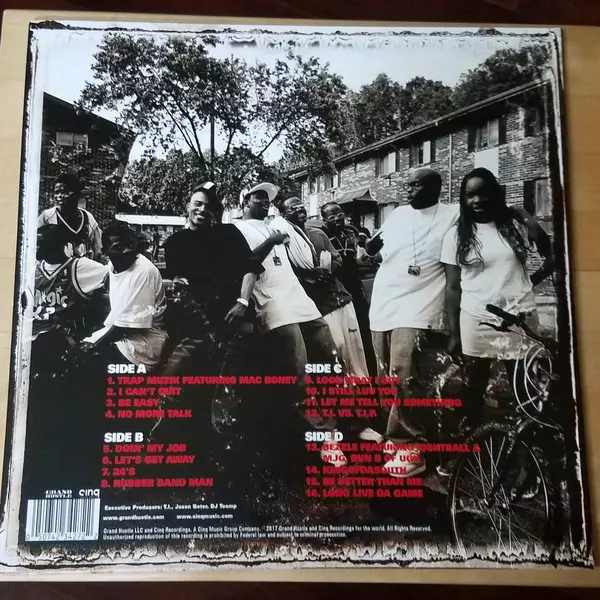 SIDE A
1. TRAP MUZIK FEATURING MAC BONEY
2. I CAN'T QUIT
3. BE EASY
4. NO MORE TALK
SIDE B
5. DOIN' MY JOB
6. LET'S GET AWAY
7. 24'S
8. RUBBER BAND MAN
SIDE C
9. LOOK WHAT I GOT
10. I STILL LUV YOU
11. LET ME TELL YOU SOMETHING
12. T.I. VS. T.I.P.
SIDE D
13. BEZZLE FEATURING 8IGHTBALL &
MJG, BUN B OF UGK
14. KINGOFDASOUTH
15. BE BETTER THAN ME
16. LONG LIVE DA GAME
Magic
GRAND HUSTLE
cinq
Executive Producers: T.I., Jason Geter, DJ Toomp
www.grandhustle.com www.cinqmusic.com
Grand Hustle LLC and Cinq Recordings, A Cinq Music Group Company. © 2017 Grand Hustle and Cinq Recordings for the world. All Rights Reserved.
Unauthorized reproduction of this recording is prohibited by Federal law and subject to criminal prosecution.